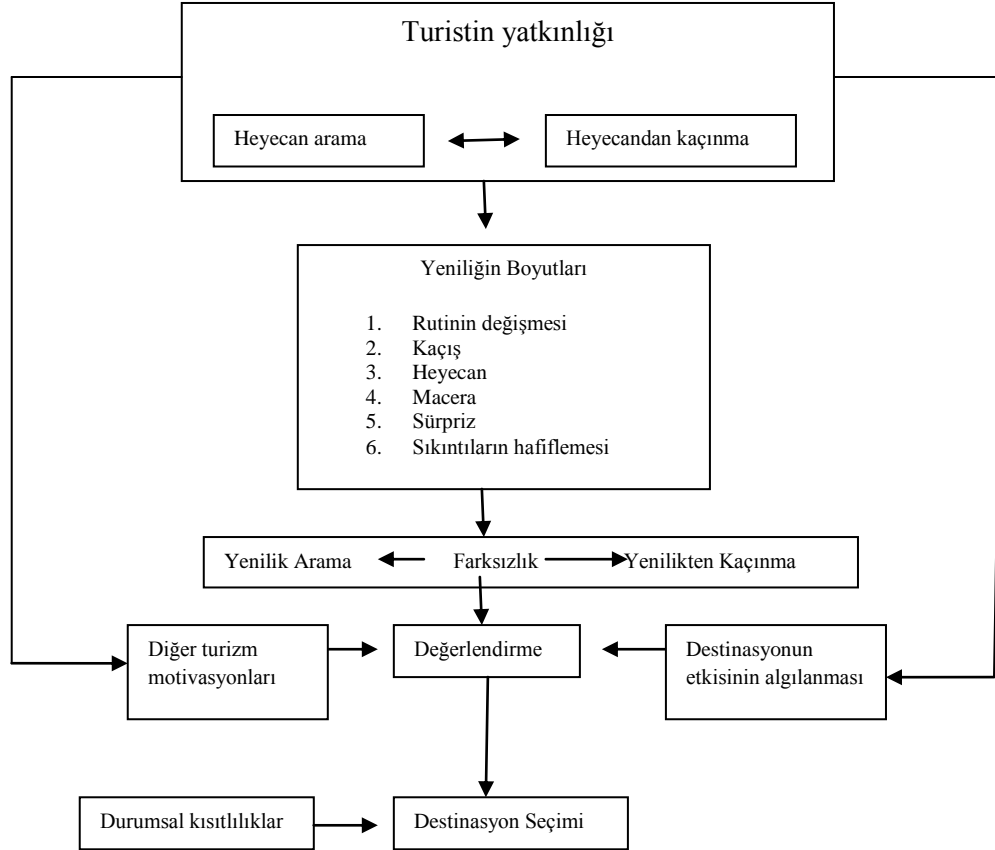 Turistin yatkınlığı
Heyecan arama
Heyecandan kaçınma
Yeniliğin Boyutları
1. Rutinin değişmesi
2. Kaçış
3. Heyecan
4. Macera
5. Sürpriz
6. Sıkıntıların hafiflemesi
Yenilik Arama Farksızlık Yenilikten Kaçınma
Diğer turizm
motivasyonları
Değerlendirme
Destinasyonun
etkisinin algılanması
Durumsal kısıtlılıklar
Destinasyon Seçimi